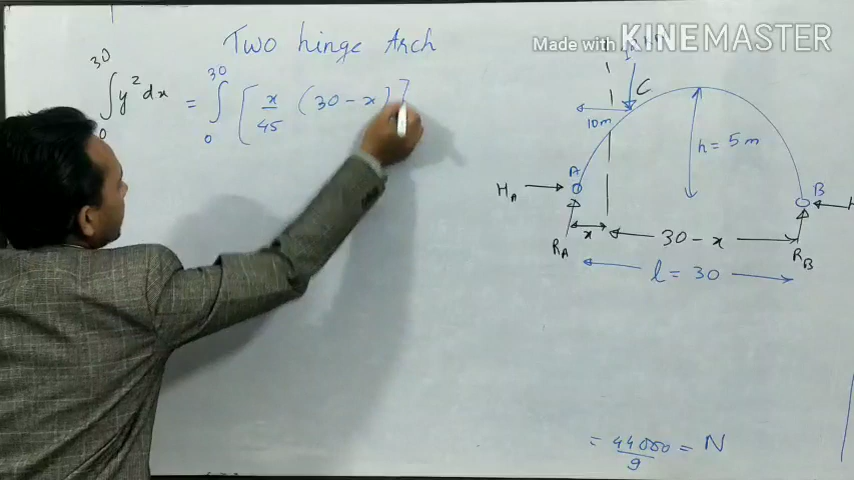 Two hinge Arch
Made with KINEMASTER
30
∫ y² dx = ∫ [ x/45 (30 - x) ]
0
30
0
C
10m
h = 5 m
A
B
H_A
x
30 - x
R_A
R_B
l = 30
= 44000/9 = N